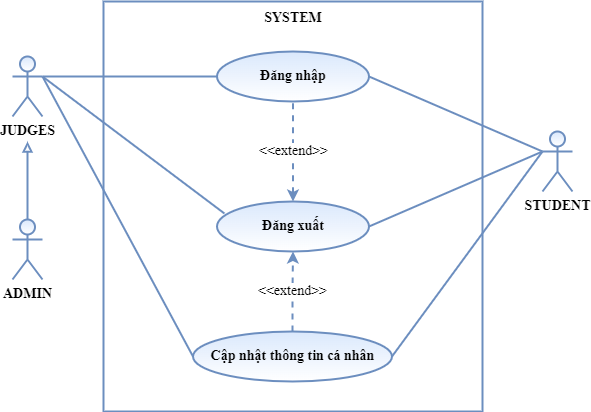 SYSTEM
Đăng nhập
JUDGES
<<extend>>
STUDENT
Đăng xuất
ADMIN
<<extend>>
Cập nhật thông tin cá nhân